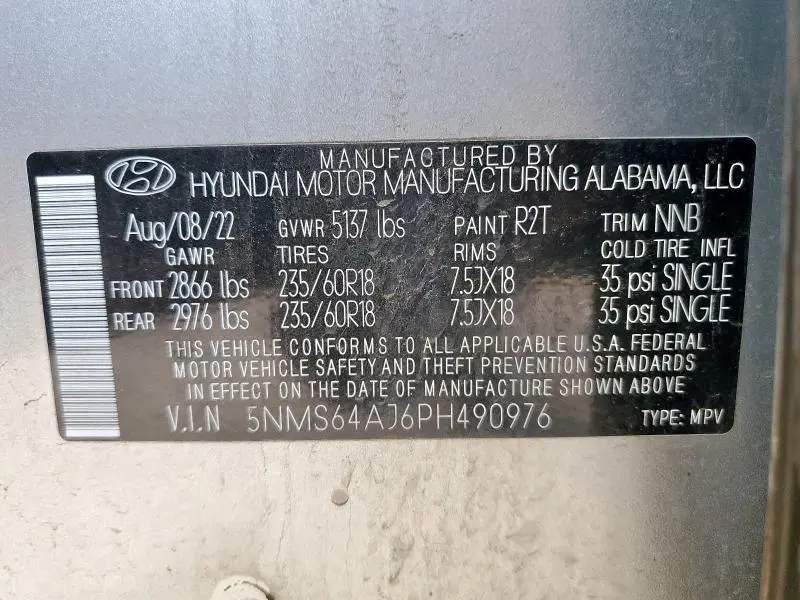 MANUFACTURED BY
HYUNDAI MOTOR MANUFACTURING ALABAMA, LLC
Aug/08/22 GVWR 5137 lbs PAINT R2T TRIM NNB
GAWR TIRES RIMS COLD TIRE INFL
FRONT 2866 lbs 235/60R18 7.5JX18 35 psi SINGLE
REAR 2976 lbs 235/60R18 7.5JX18 35 psi SINGLE
THIS VEHICLE CONFORMS TO ALL APPLICABLE U.S.A. FEDERAL
MOTOR VEHICLE SAFETY AND THEFT PREVENTION STANDARDS
IN EFFECT ON THE DATE OF MANUFACTURE SHOWN ABOVE
V.I.N 5NMS64AJ6PH490976 TYPE: MPV